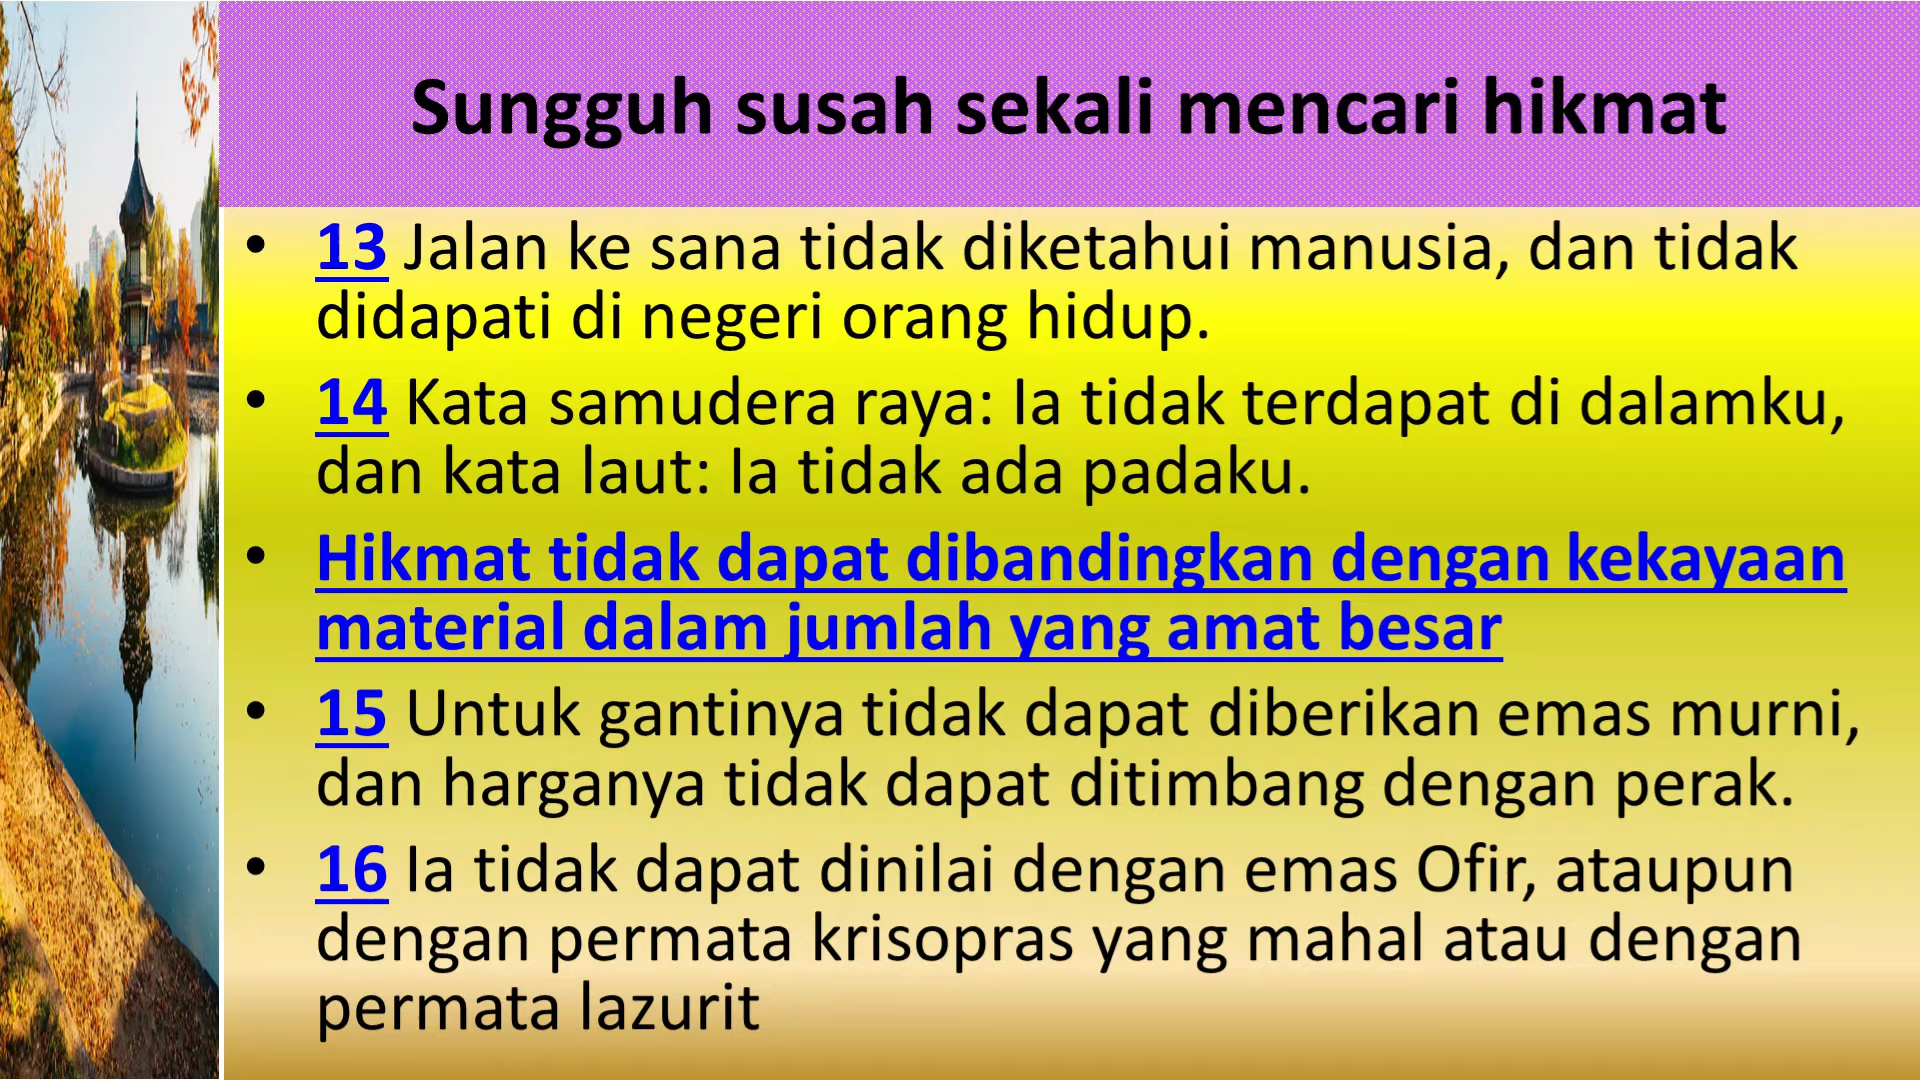 Sungguh susah sekali mencari hikmat
• 13 Jalan ke sana tidak diketahui manusia, dan tidak
didapati di negeri orang hidup.
• 14 Kata samudera raya: Ia tidak terdapat di dalamku,
dan kata laut: Ia tidak ada padaku.
• Hikmat tidak dapat dibandingkan dengan kekayaan
material dalam jumlah yang amat besar
• 15 Untuk gantinya tidak dapat diberikan emas murni,
dan harganya tidak dapat ditimbang dengan perak.
• 16 Ia tidak dapat dinilai dengan emas Ofir, ataupun
dengan permata krisopras yang mahal atau dengan
permata lazurit